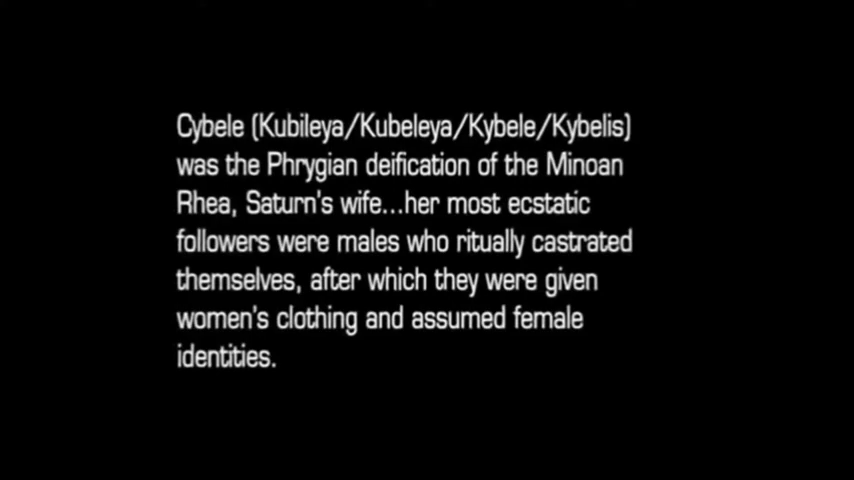 Cybele (Kubileya/Kubeleya/Kybele/Kybelis)
was the Phrygian deification of the Minoan
Rhea, Saturn's wife...her most ecstatic
followers were males who ritually castrated
themselves, after which they were given
women's clothing and assumed female
identities.